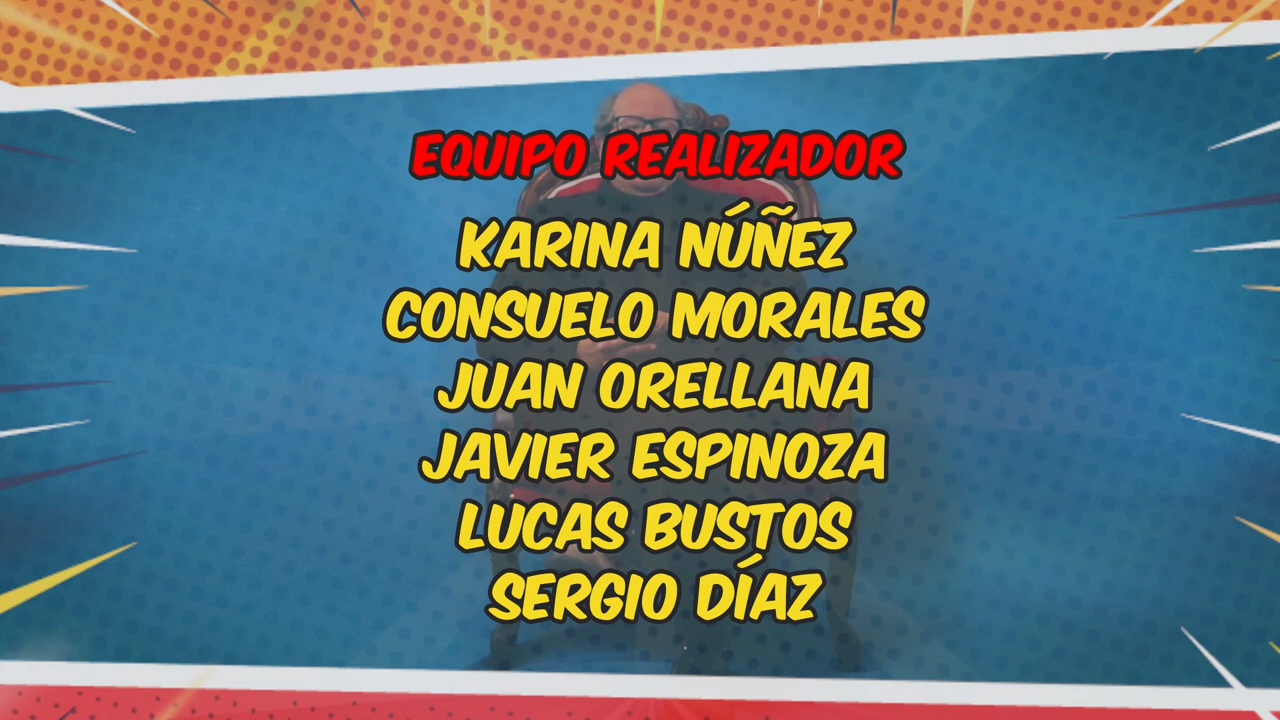 EQUIPO REALIZADOR
KARINA NÚÑEZ
CONSUELO MORALES
JUAN ORELLANA
JAVIER ESPINOZA
LUCAS BUSTOS
SERGIO DÍAZ